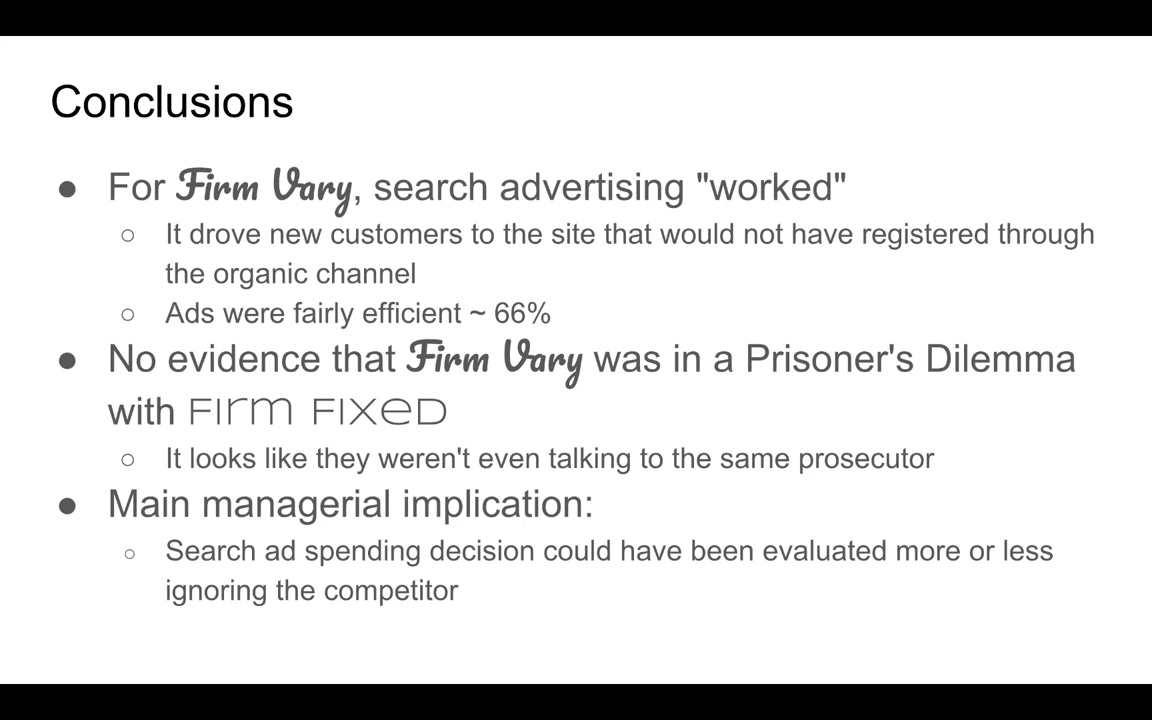 Conclusions
● For Firm Vary, search advertising "worked"
○ It drove new customers to the site that would not have registered through
the organic channel
○ Ads were fairly efficient ~ 66%
● No evidence that Firm Vary was in a Prisoner's Dilemma
with FIrm FIXeD
○ It looks like they weren't even talking to the same prosecutor
● Main managerial implication:
○ Search ad spending decision could have been evaluated more or less
ignoring the competitor